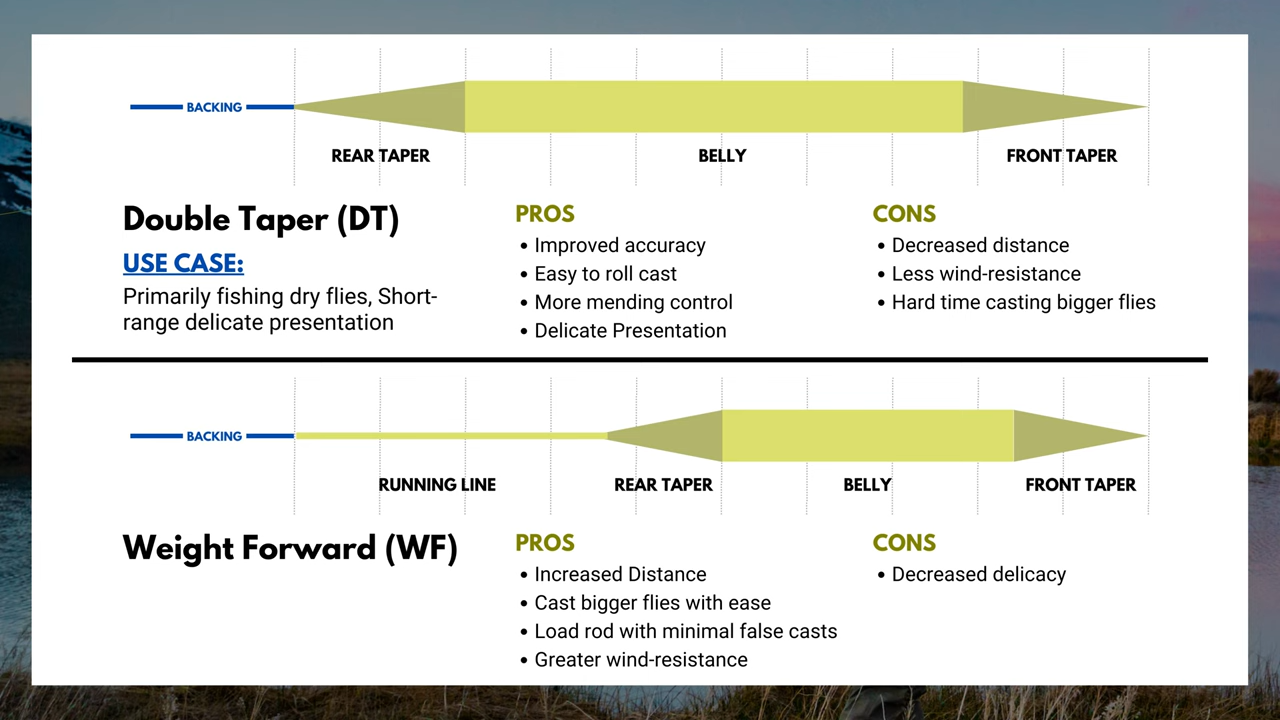 BACKING
REAR TAPER
BELLY
FRONT TAPER
Double Taper (DT)
USE CASE:
Primarily fishing dry flies, Short-
range delicate presentation
PROS
• Improved accuracy
• Easy to roll cast
• More mending control
• Delicate Presentation
CONS
• Decreased distance
• Less wind-resistance
• Hard time casting bigger flies
BACKING
RUNNING LINE
REAR TAPER
BELLY
FRONT TAPER
Weight Forward (WF)
PROS
• Increased Distance
• Cast bigger flies with ease
• Load rod with minimal false casts
• Greater wind-resistance
CONS
• Decreased delicacy